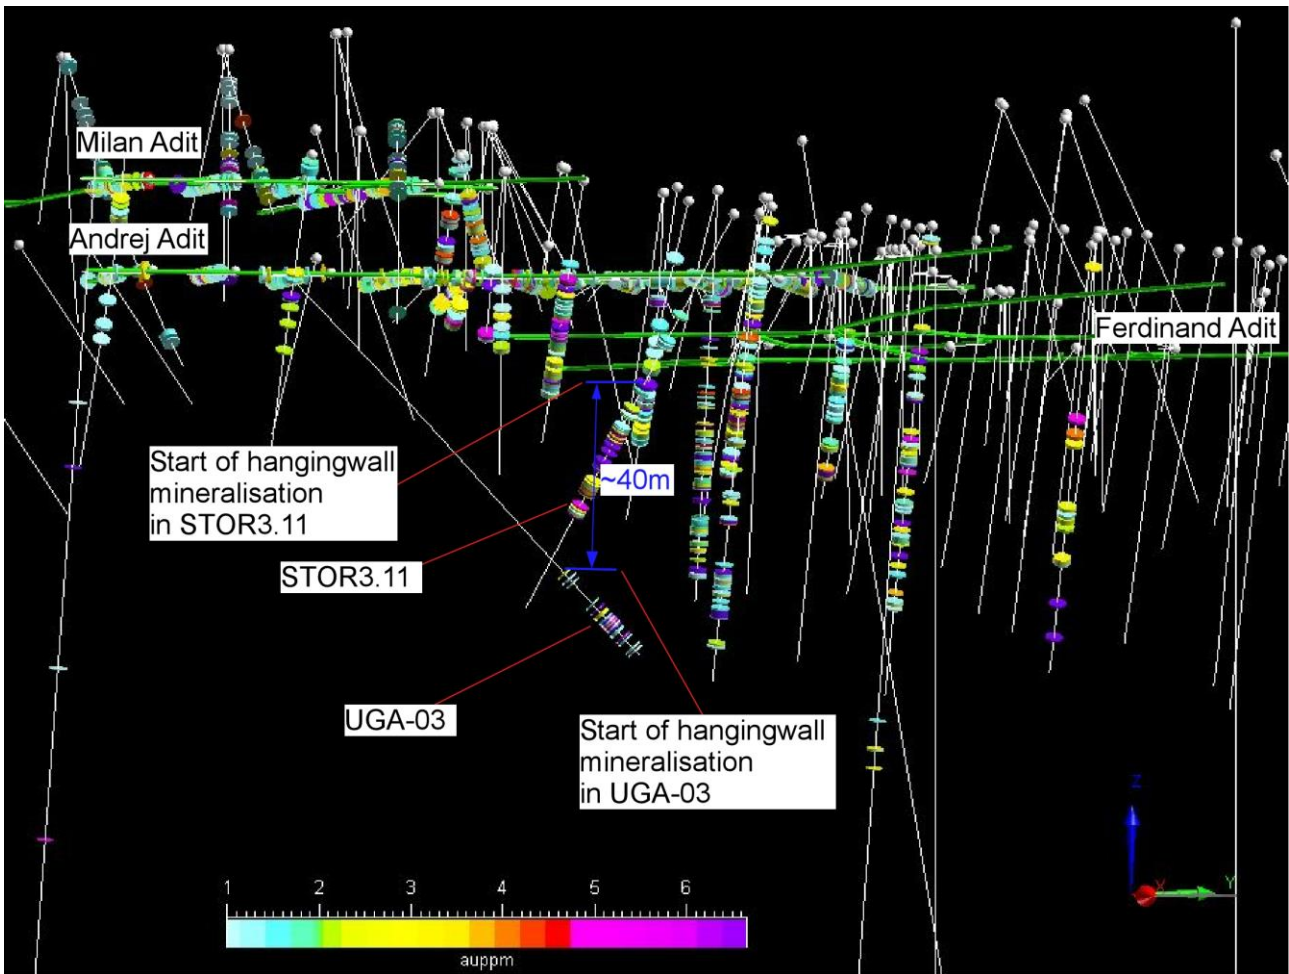 Milan Adit
Andrej Adit
Ferdinand Adit
Start of hangingwall
mineralisation
in STOR3.11
~40m
STOR3.11
UGA-03
Start of hangingwall
mineralisation
in UGA-03
Z
X
Y
1 2 3 4 5 6
auppm